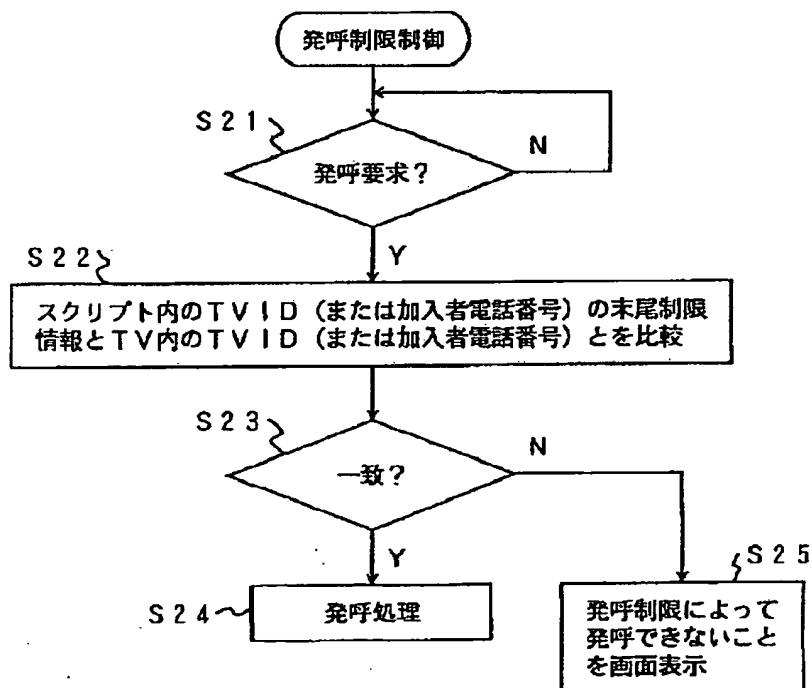 発呼制限制御
S21
発呼要求?
N
Y
S22
スクリプト内のTVID(または加入者電話番号)の末尾制限
情報とTV内のTVID(または加入者電話番号)とを比較
S23
一致?
N
Y
S24
発呼処理
S25
発呼制限によって
発呼できないこと
を画面表示